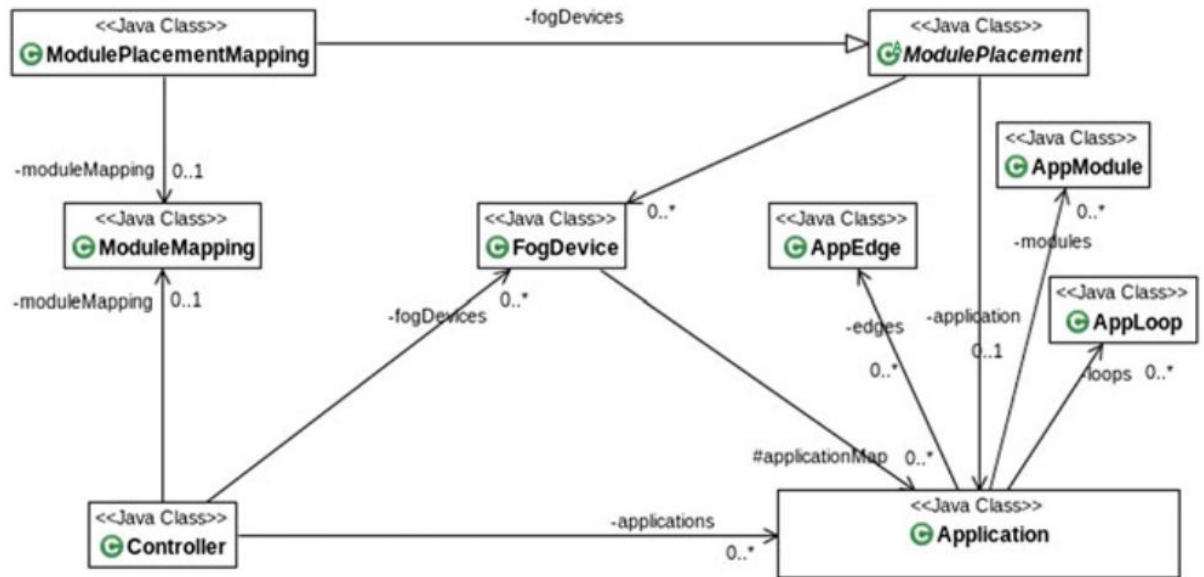 <<Java Class>>
ModulePlacementMapping
-fogDevices
<<Java Class>>
ModulePlacement
<<Java Class>>
AppModule
-moduleMapping 0..1
0..*
0..*
<<Java Class>>
ModuleMapping
<<Java Class>>
FogDevice
<<Java Class>>
AppEdge
-modules
-moduleMapping 0..1
0..*
-fogDevices
-edges
-application
<<Java Class>>
AppLoop
0..1
0..*
-loops 0..*
#applicationMap 0..*
<<Java Class>>
Controller
-applications
0..*
<<Java Class>>
Application